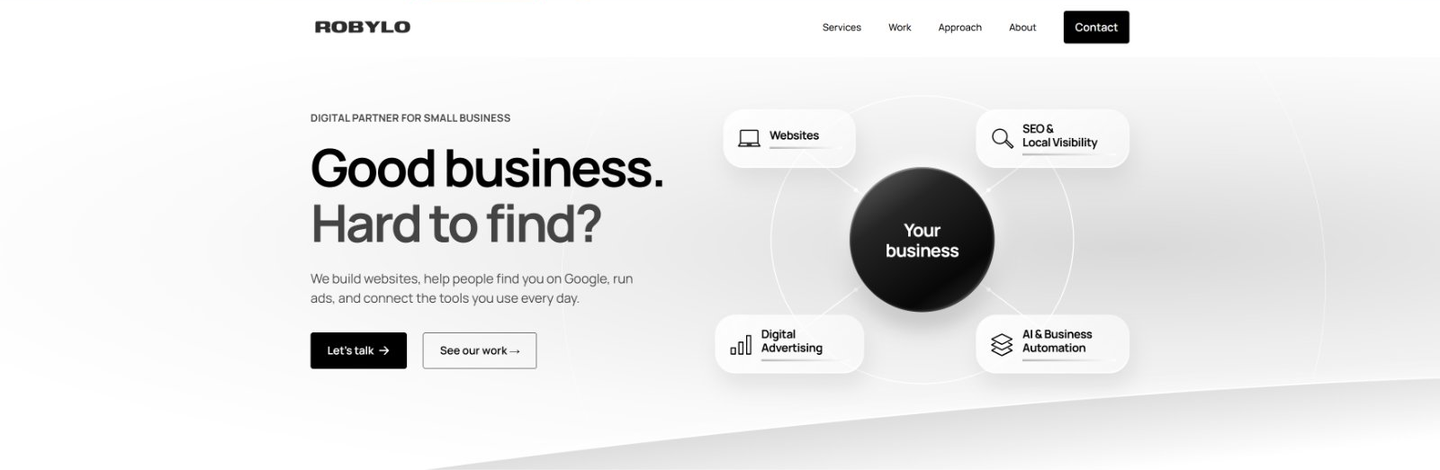 ROBYLO
Services
Work
Approach
About
Contact
DIGITAL PARTNER FOR SMALL BUSINESS
Good business.
Hard to find?
We build websites, help people find you on Google, run
ads, and connect the tools you use every day.
Let's talk →
See our work →
Websites
SEO &
Local Visibility
Your
business
Digital
Advertising
AI & Business
Automation